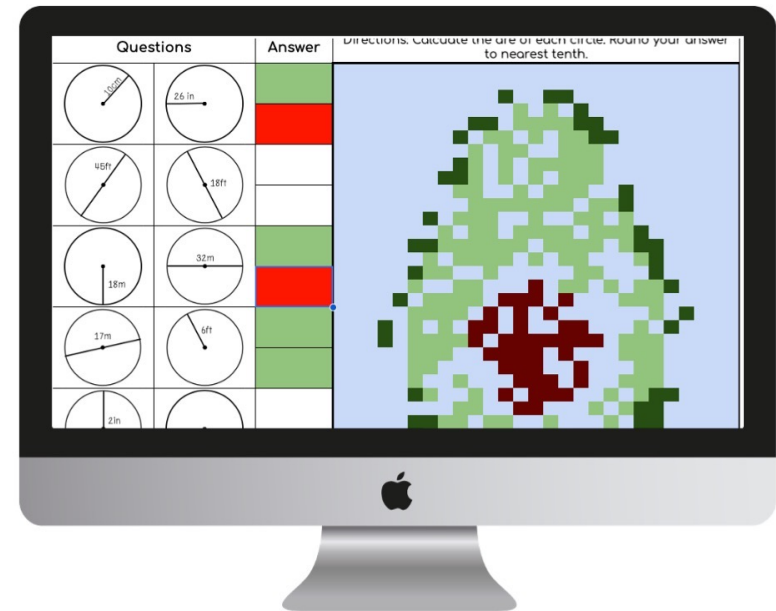 Questions
Answer
Directions: Calculate the are of each circle. Round your answer
to nearest tenth.
10cm
26 in
45ft
18ft
18m
32m
17m
6ft
2in